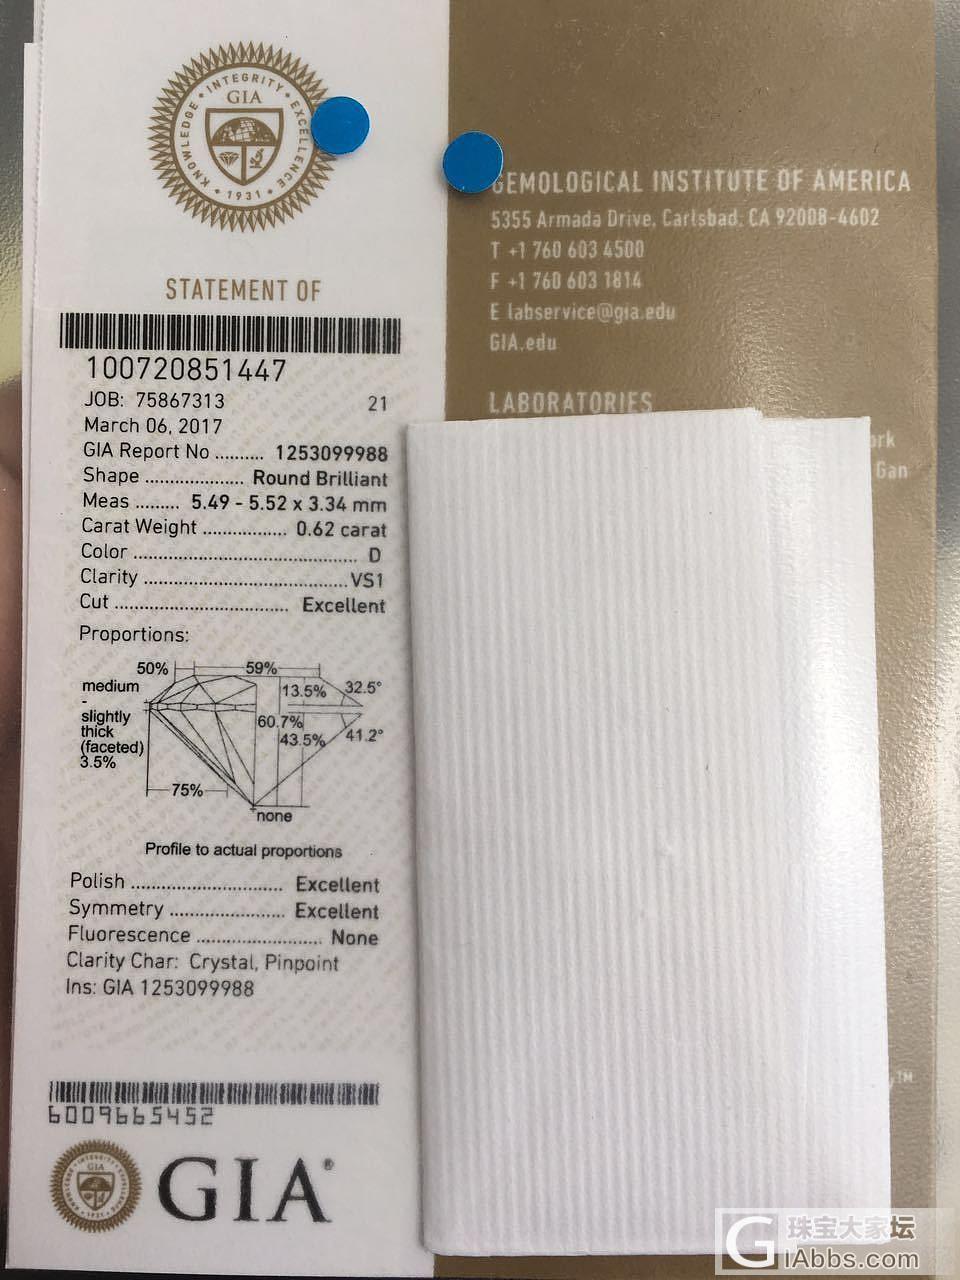 KNOWLEDGE • INTEGRITY • EXCELLENCE
GIA
1931
STATEMENT OF
100720851447
JOB: 75867313 21
March 06, 2017
GIA Report No .......... 1253099988
Shape .................... Round Brilliant
Meas ......... 5.49 - 5.52 x 3.34 mm
Carat Weight ................. 0.62 carat
Color ............................................. D
Clarity ......................................... VS1
Cut ................................... Excellent
Proportions:
50% 59%
medium
-
slightly
thick
(faceted)
3.5%
13.5% 32.5°
60.7%
43.5% 41.2°
75%
none
Profile to actual proportions
Polish ............................... Excellent
Symmetry ....................... Excellent
Fluorescence ......................... None
Clarity Char: Crystal, Pinpoint
Ins: GIA 1253099988
6009665452
GIA®
GEMOLOGICAL INSTITUTE OF AMERICA
5355 Armada Drive, Carlsbad, CA 92008-4602
T +1 760 603 4500
F +1 760 603 1814
E labservice@gia.edu
GIA.edu
LABORATORIES
ork
Gan
y™
G 珠宝大家坛
GIAbbs.com